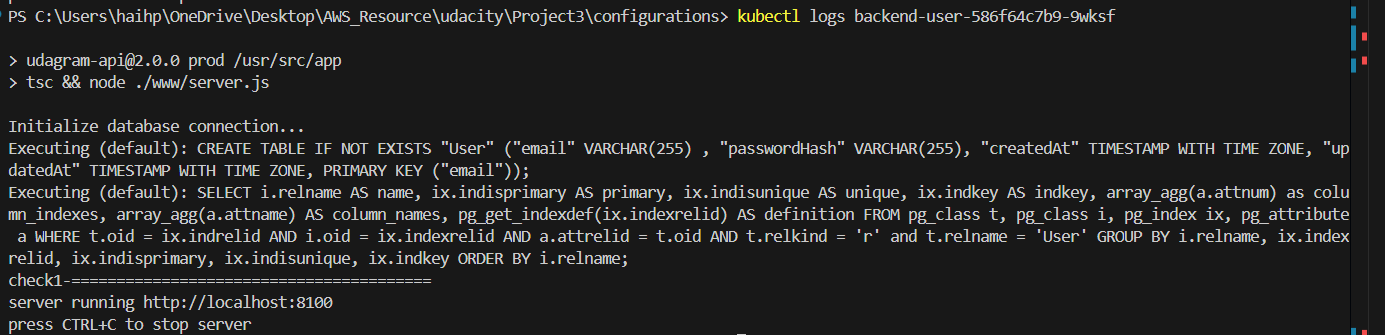 PS C:\Users\haihp\OneDrive\Desktop\AWS_Resource\udacity\Project3\configurations> kubectl logs backend-user-586f64c7b9-9wksf
> udagram-api@2.0.0 prod /usr/src/app
> tsc && node ./www/server.js
Initialize database connection...
Executing (default): CREATE TABLE IF NOT EXISTS "User" ("email" VARCHAR(255) , "passwordHash" VARCHAR(255), "createdAt" TIMESTAMP WITH TIME ZONE, "up
datedAt" TIMESTAMP WITH TIME ZONE, PRIMARY KEY ("email"));
Executing (default): SELECT i.relname AS name, ix.indisprimary AS primary, ix.indisunique AS unique, ix.indkey AS indkey, array_agg(a.attnum) as colu
mn_indexes, array_agg(a.attname) AS column_names, pg_get_indexdef(ix.indexrelid) AS definition FROM pg_class t, pg_class i, pg_index ix, pg_attribute
 a WHERE t.oid = ix.indrelid AND i.oid = ix.indexrelid AND a.attrelid = t.oid AND t.relkind = 'r' and t.relname = 'User' GROUP BY i.relname, ix.index
relid, ix.indisprimary, ix.indisunique, ix.indkey ORDER BY i.relname;
check1-========================================
server running http://localhost:8100
press CTRL+C to stop server